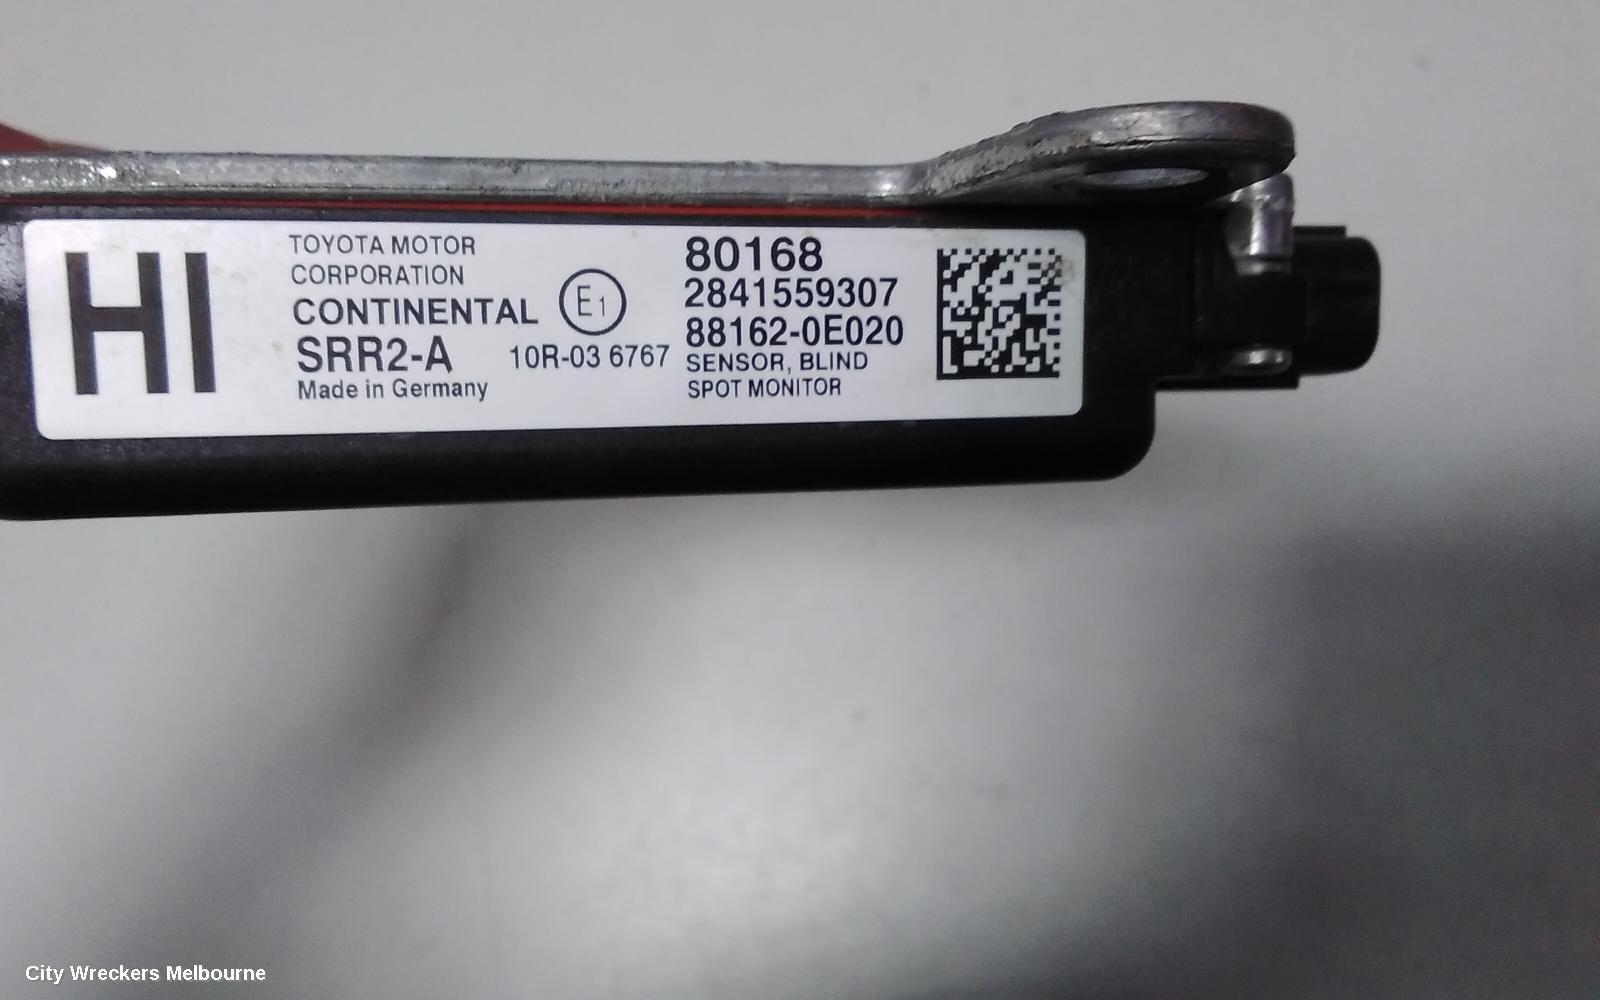 HI
TOYOTA MOTOR
CORPORATION
CONTINENTAL
SRR2-A
Made in Germany
E1
10R-03 6767
80168
2841559307
88162-0E020
SENSOR, BLIND
SPOT MONITOR
City Wreckers Melbourne